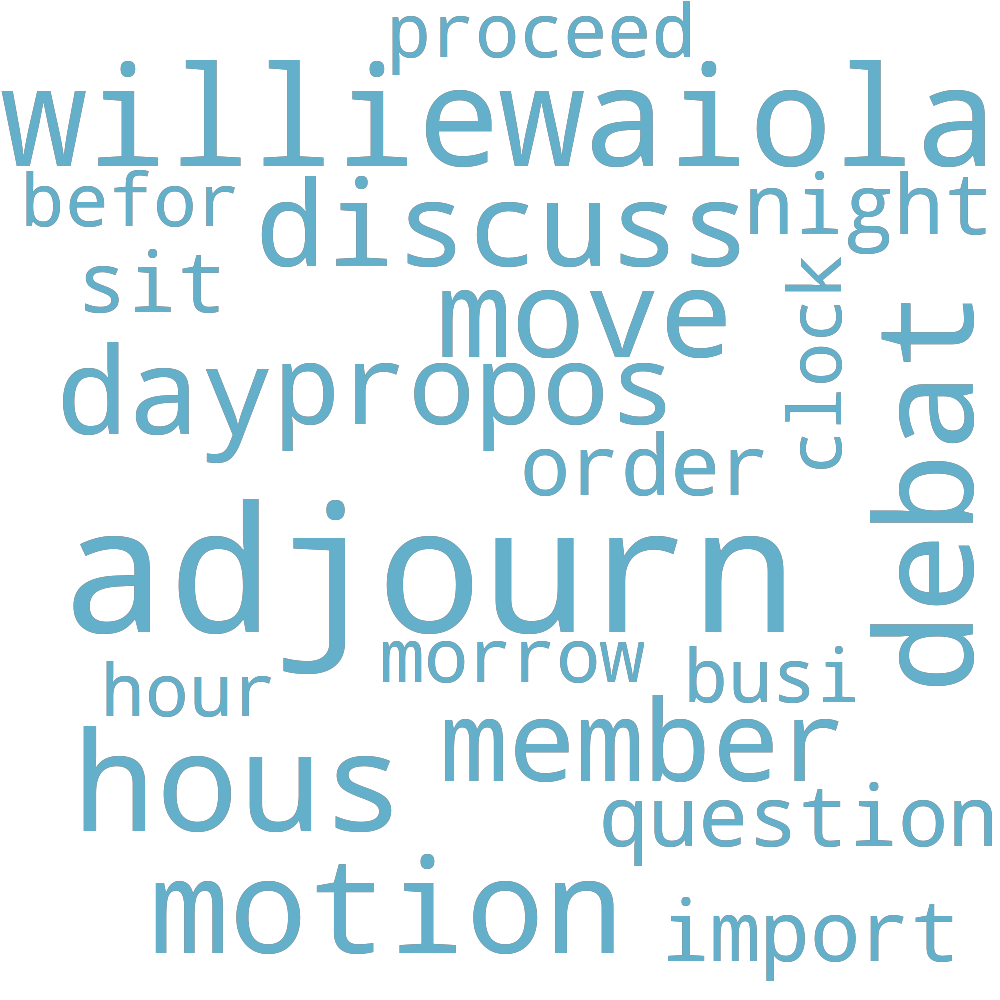 proceed
williewaiola
befor
discuss
night
sit
move
clock
debat
daypropos
order
adjourn
morrow
hour
busi
member
hous
question
motion
import